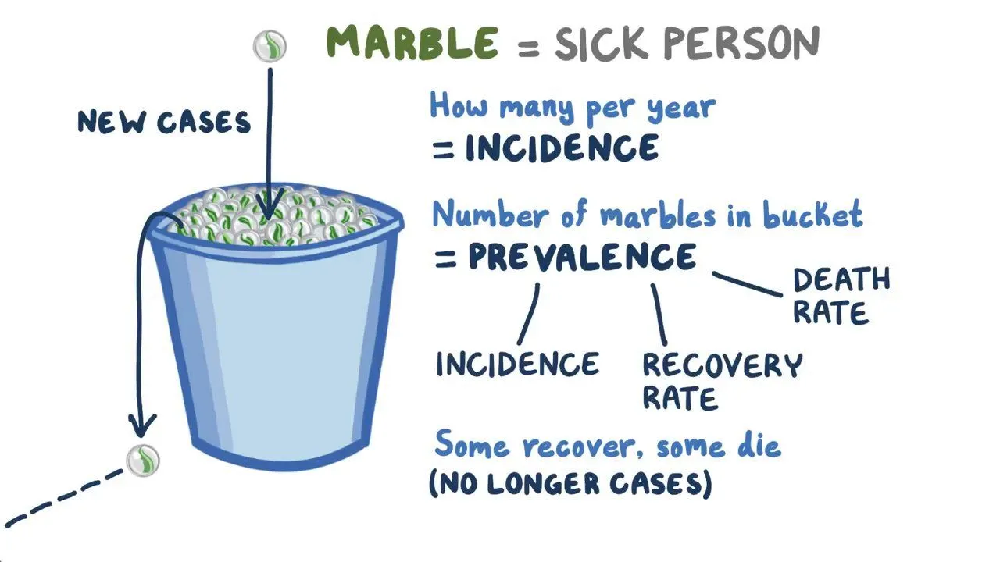 MARBLE = SICK PERSON
NEW CASES
How many per year
= INCIDENCE
Number of marbles in bucket
= PREVALENCE
DEATH
RATE
INCIDENCE
RECOVERY
RATE
Some recover, some die
(NO LONGER CASES)